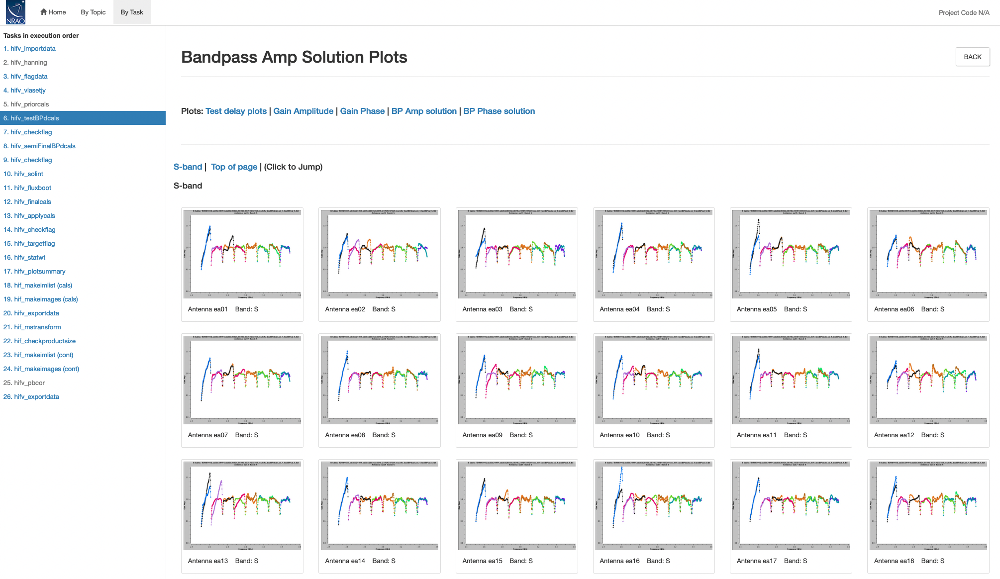 NRAO
Home By Topic By Task Project Code N/A
Tasks in execution order
1. hifv_importdata
2. hifv_hanning
3. hifv_flagdata
4. hifv_vlasetjy
5. hifv_priorcals
6. hifv_testBPdcals
7. hifv_checkflag
8. hifv_semiFinalBPdcals
9. hifv_checkflag
10. hifv_solint
11. hifv_fluxboot
12. hifv_finalcals
13. hifv_applycals
14. hifv_checkflag
15. hifv_targetflag
16. hifv_statwt
17. hifv_plotsummary
18. hif_makeimlist (cals)
19. hif_makeimages (cals)
20. hifv_exportdata
21. hif_mstransform
22. hif_checkproductsize
23. hif_makeimlist (cont)
24. hif_makeimages (cont)
25. hifv_pbcor
26. hifv_exportdata
Bandpass Amp Solution Plots
BACK
Plots: Test delay plots | Gain Amplitude | Gain Phase | BP Amp solution | BP Phase solution
S-band | Top of page | (Click to Jump)
S-band
Antenna ea01 Band: S
Antenna ea02 Band: S
Antenna ea03 Band: S
Antenna ea04 Band: S
Antenna ea05 Band: S
Antenna ea06 Band: S
Antenna ea07 Band: S
Antenna ea08 Band: S
Antenna ea09 Band: S
Antenna ea10 Band: S
Antenna ea11 Band: S
Antenna ea12 Band: S
Antenna ea13 Band: S
Antenna ea14 Band: S
Antenna ea15 Band: S
Antenna ea16 Band: S
Antenna ea17 Band: S
Antenna ea18 Band: S